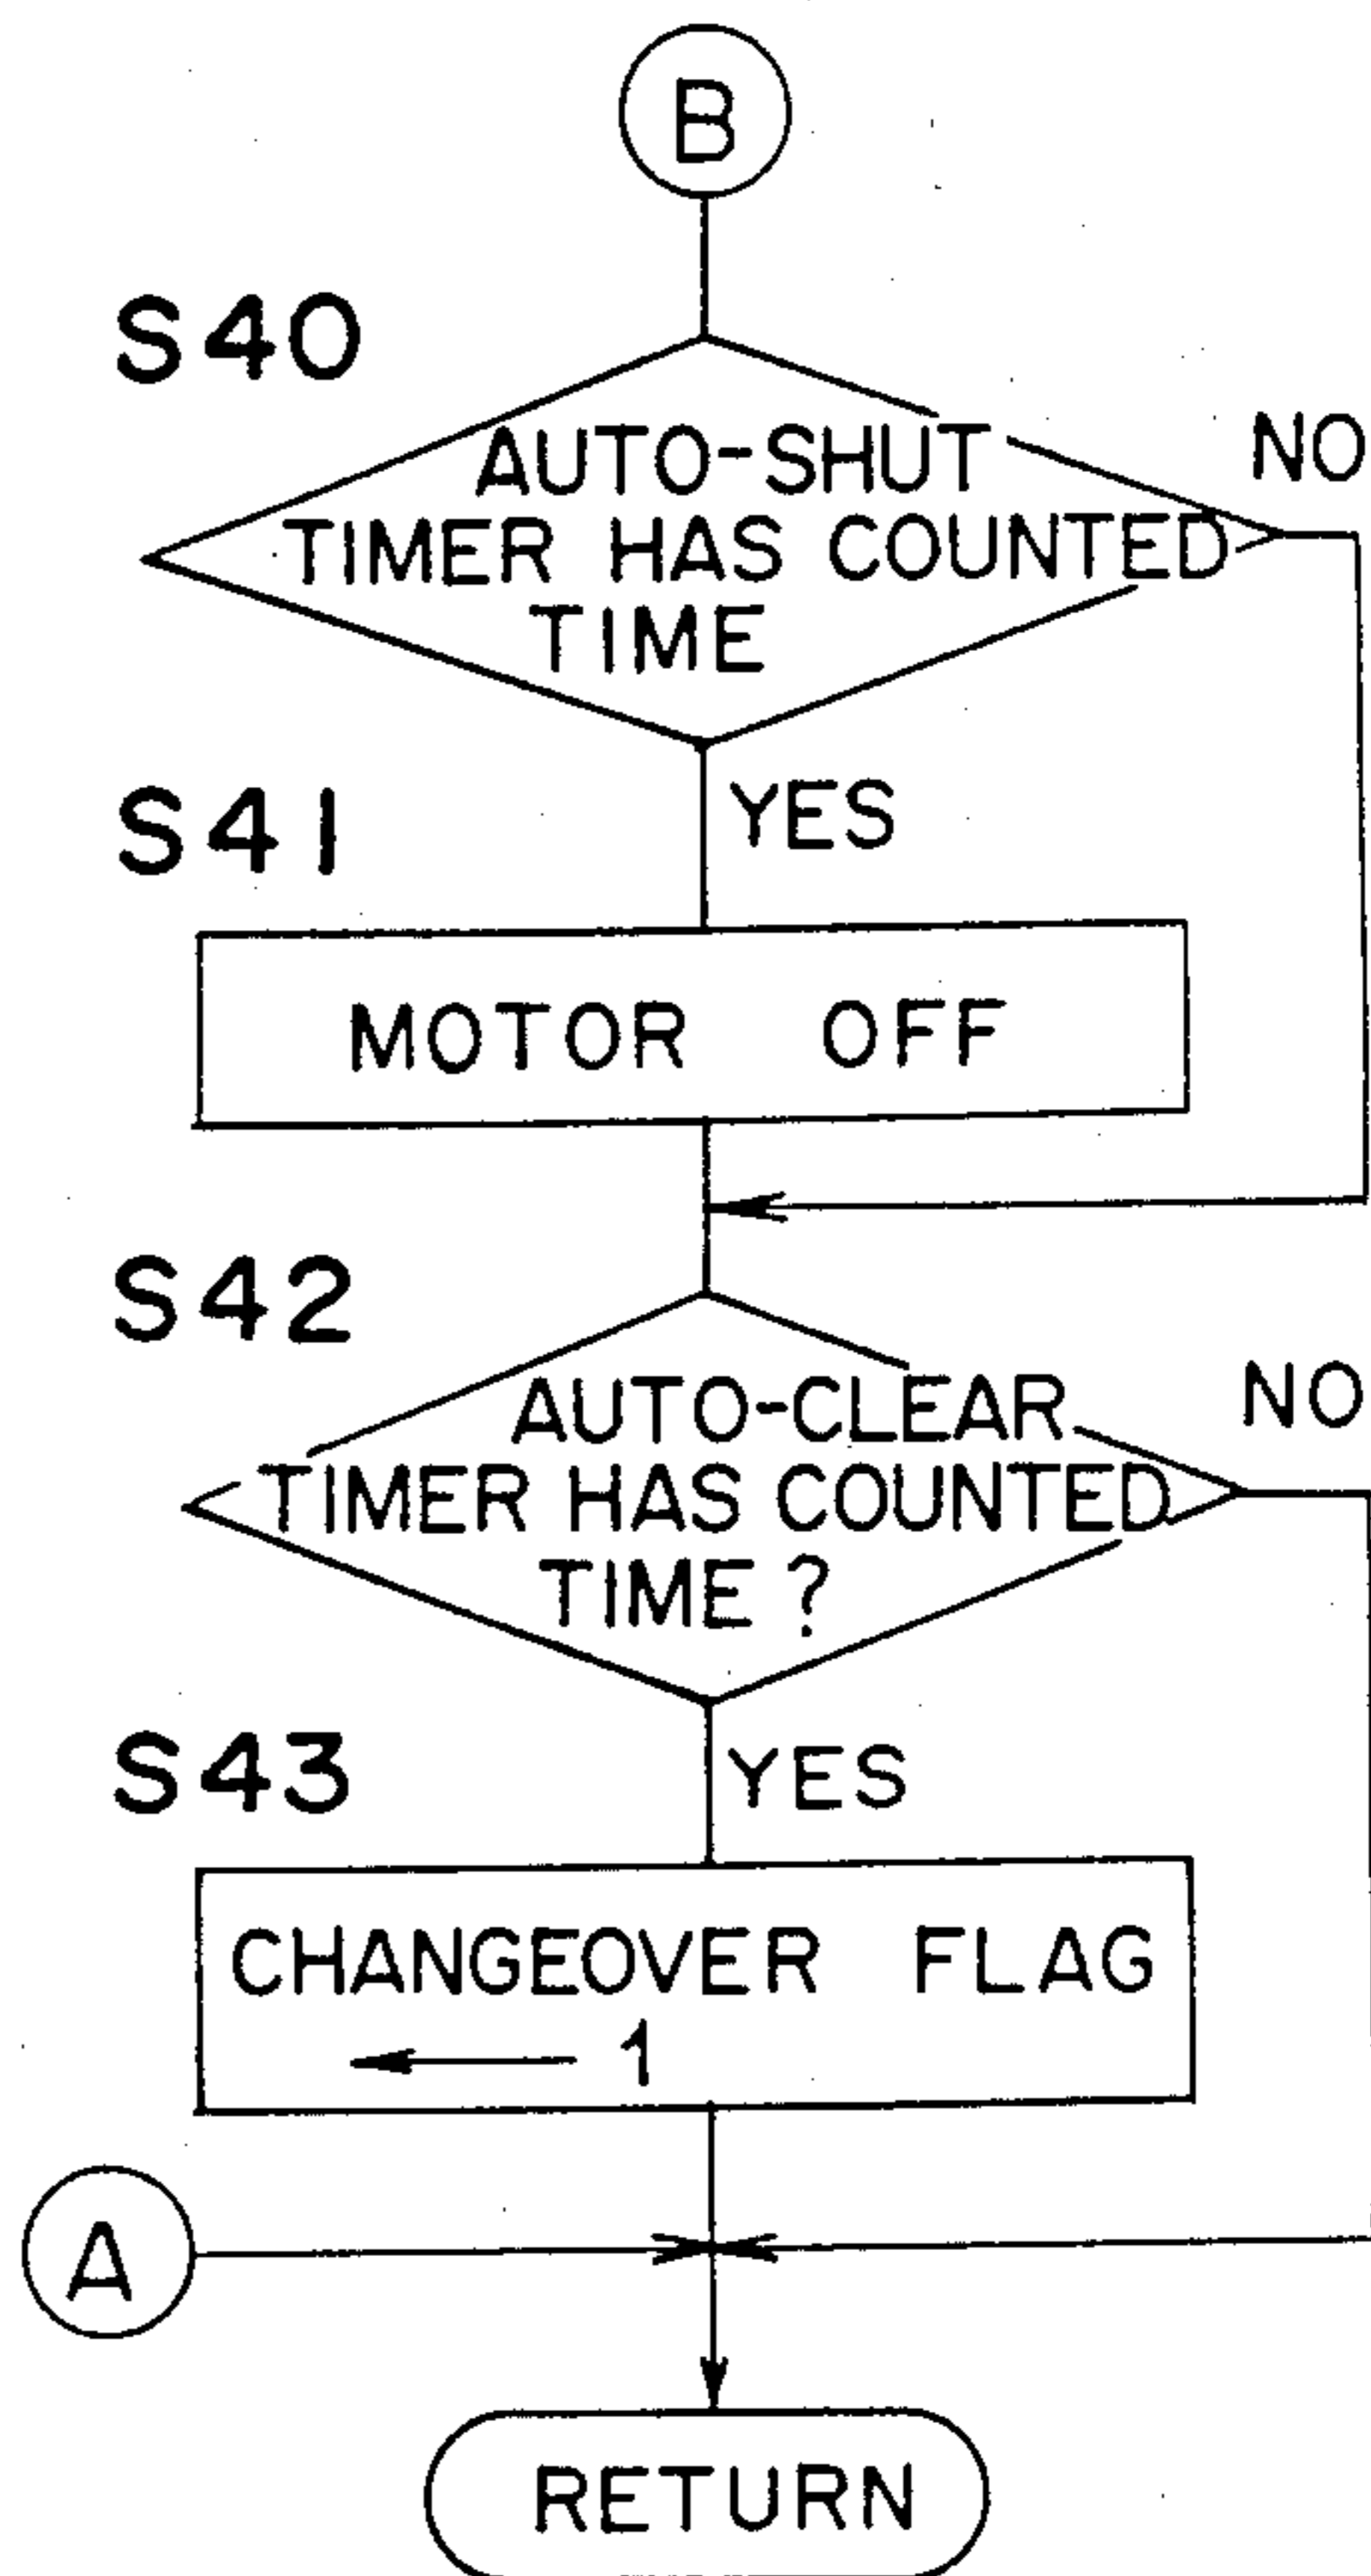 B
S40
AUTO-SHUT
TIMER HAS COUNTED
TIME
NO
YES
S41
MOTOR OFF
S42
AUTO-CLEAR
TIMER HAS COUNTED
TIME?
NO
YES
S43
CHANGEOVER FLAG
← 1
A
RETURN